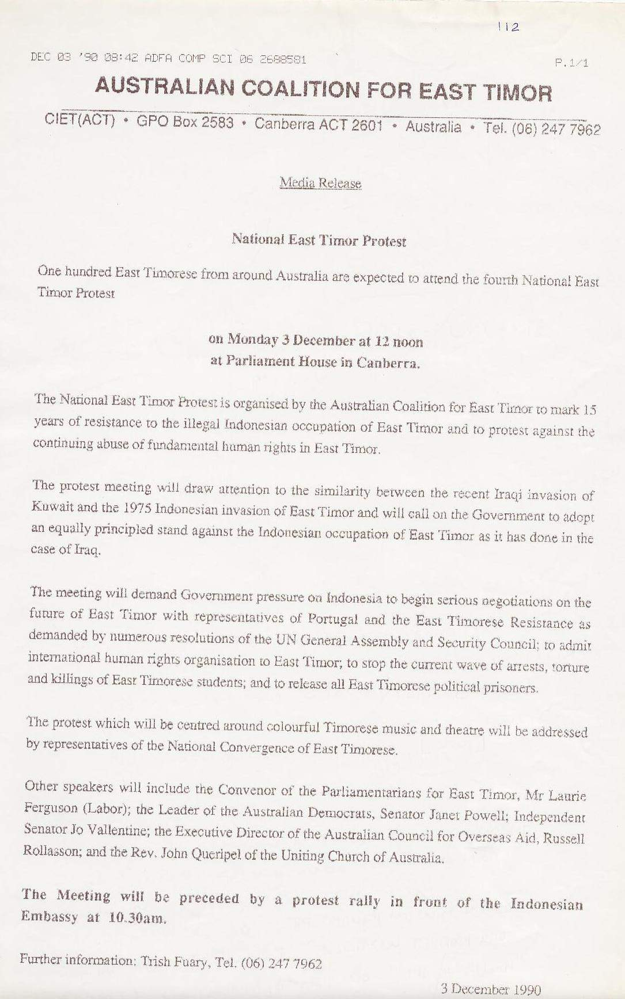 112
DEC 03 '90 08:42 ADFA COMP SCI 06 2688581
P.1/1
AUSTRALIAN COALITION FOR EAST TIMOR
CIET(ACT) • GPO Box 2583 • Canberra ACT 2601 • Australia • Tel. (06) 247 7962
Media Release
National East Timor Protest
One hundred East Timorese from around Australia are expected to attend the fourth National East
Timor Protest
on Monday 3 December at 12 noon
at Parliament House in Canberra.
The National East Timor Protest is organised by the Australian Coalition for East Timor to mark 15
years of resistance to the illegal Indonesian occupation of East Timor and to protest against the
continuing abuse of fundamental human rights in East Timor.
The protest meeting will draw attention to the similarity between the recent Iraqi invasion of
Kuwait and the 1975 Indonesian invasion of East Timor and will call on the Government to adopt
an equally principled stand against the Indonesian occupation of East Timor as it has done in the
case of Iraq.
The meeting will demand Government pressure on Indonesia to begin serious negotiations on the
future of East Timor with representatives of Portugal and the East Timorese Resistance as
demanded by numerous resolutions of the UN General Assembly and Security Council; to admit
international human rights organisation to East Timor; to stop the current wave of arrests, torture
and killings of East Timorese students; and to release all East Timorese political prisoners.
The protest which will be centred around colourful Timorese music and theatre will be addressed
by representatives of the National Convergence of East Timorese.
Other speakers will include the Convenor of the Parliamentarians for East Timor, Mr Laurie
Ferguson (Labor); the Leader of the Australian Democrats, Senator Janet Powell; Independent
Senator Jo Vallentine; the Executive Director of the Australian Council for Overseas Aid, Russell
Rollasson; and the Rev. John Queripel of the Uniting Church of Australia.
The Meeting will be preceded by a protest rally in front of the Indonesian
Embassy at 10.30am.
Further information: Trish Fuary, Tel. (06) 247 7962
3 December 1990